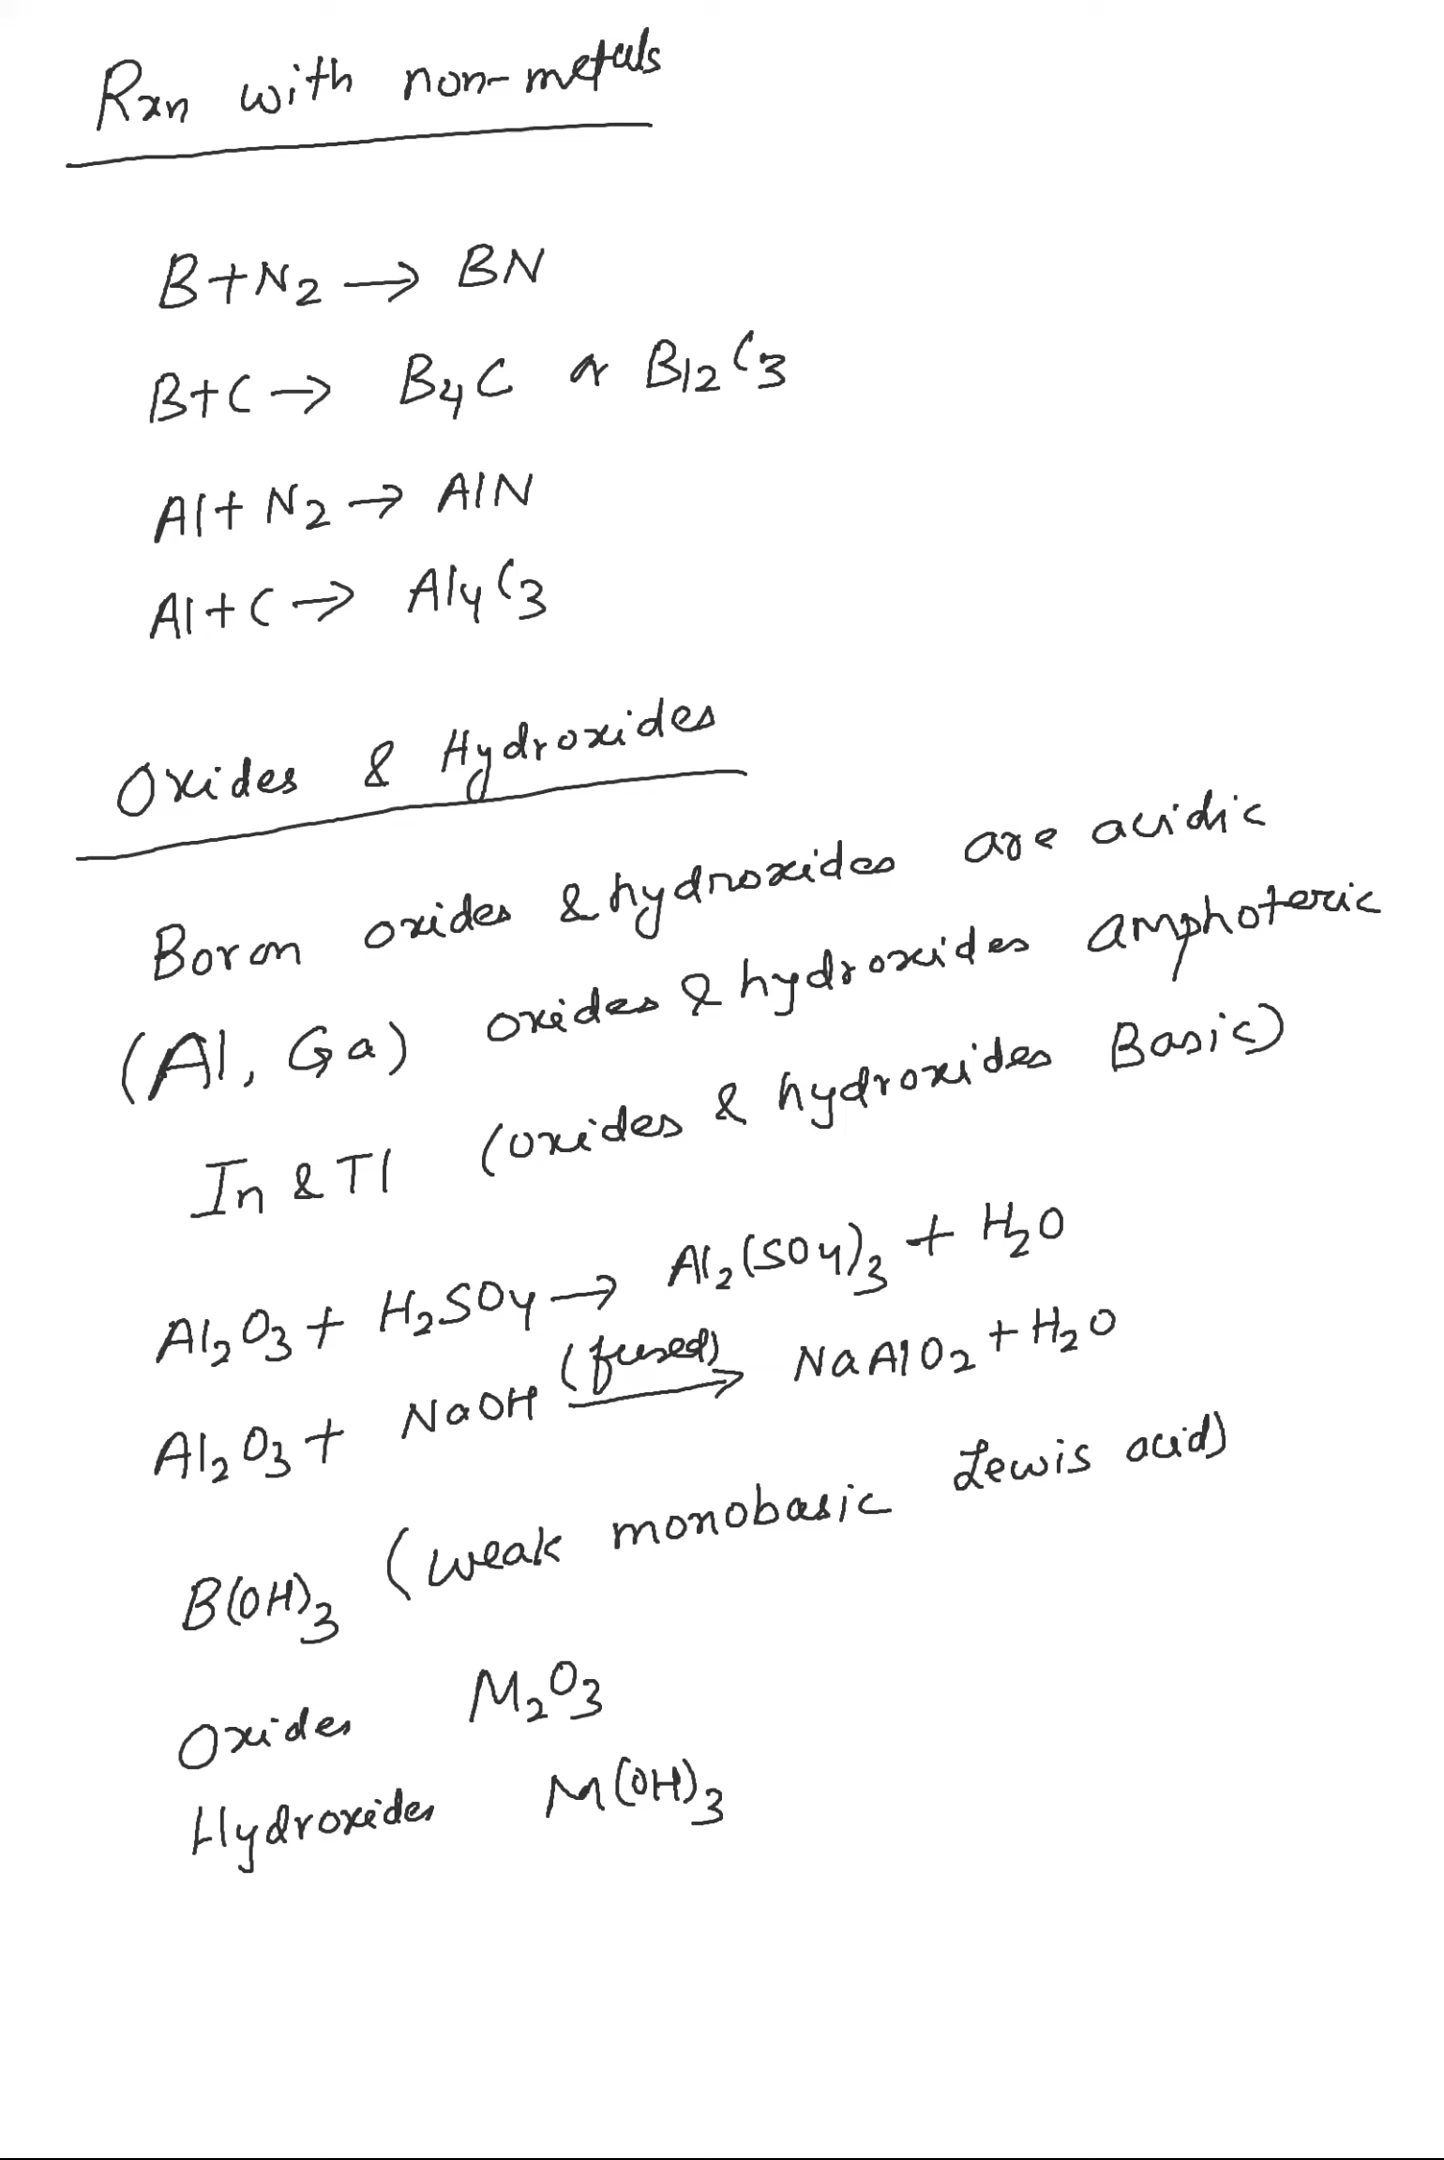 Rxn with non-metals
B + N₂ → BN
B + C → B₄C or B₁₂C₃
Al + N₂ → AlN
Al + C → Al₄C₃
Oxides & Hydroxides
Boron oxides & hydroxides are acidic
(Al, Ga) oxides & hydroxides amphoteric
In & Tl (oxides & hydroxides Basic)
Al₂O₃ + H₂SO₄ → Al₂(SO₄)₃ + H₂O
Al₂O₃ + NaOH (fused) → NaAlO₂ + H₂O
B(OH)₃ (weak monobasic Lewis acid)
Oxides M₂O₃
Hydroxides M(OH)₃